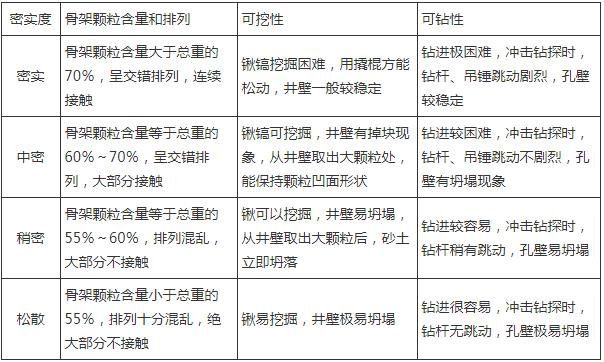 密实度 骨架颗粒含量和排列 可挖性 可钻性
密实
骨架颗粒含量大于总重的
70%，呈交错排列，连续
接触
锹镐挖掘困难，用撬棍方能
松动，井壁一般较稳定
钻进极困难，冲击钻探时，
钻杆、吊锤跳动剧烈，孔壁
较稳定
中密
骨架颗粒含量等于总重的
60%～70%，呈交错排
列，大部分接触
锹镐可挖掘，井壁有掉块现
象，从井壁取出大颗粒处，
能保持颗粒凹面形状
钻进较困难，冲击钻探时，
钻杆、吊锤跳动不剧烈，孔
壁有坍塌现象
稍密
骨架颗粒含量等于总重的
55%～60%，排列混乱，
大部分不接触
锹可以挖掘，井壁易坍塌，
从井壁取出大颗粒后，砂土
立即坍落
钻进较容易，冲击钻探时，
钻杆稍有跳动，孔壁易坍塌
松散
骨架颗粒含量小于总重的
55%，排列十分混乱，绝
大部分不接触
锹易挖掘，井壁极易坍塌
钻进很容易，冲击钻探时，
钻杆无跳动，孔壁极易坍塌